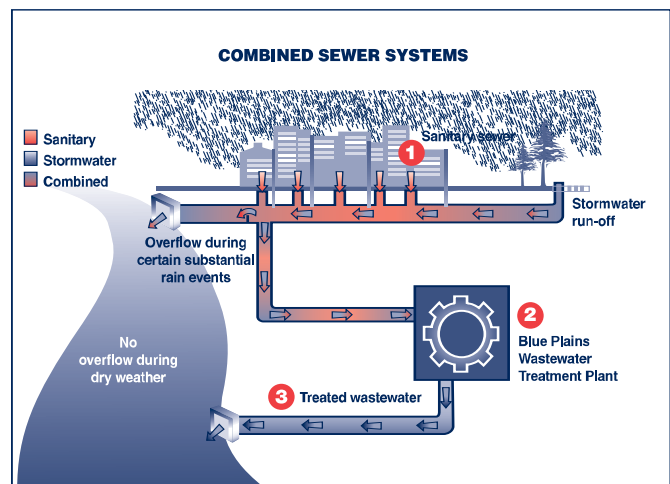 COMBINED SEWER SYSTEMS
Sanitary
Stormwater
Combined
1
Sanitary sewer
Stormwater
run-off
Overflow during
certain substantial
rain events
2
Blue Plains
Wastewater
Treatment Plant
No
overflow during
dry weather
3 Treated wastewater